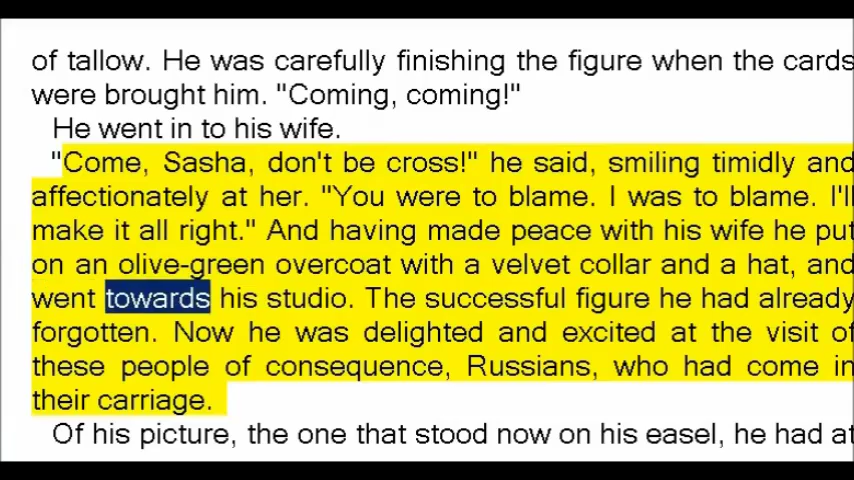 of tallow. He was carefully finishing the figure when the cards
were brought him. "Coming, coming!"
He went in to his wife.
"Come, Sasha, don't be cross!" he said, smiling timidly and
affectionately at her. "You were to blame. I was to blame. I'll
make it all right." And having made peace with his wife he put
on an olive-green overcoat with a velvet collar and a hat, and
went towards his studio. The successful figure he had already
forgotten. Now he was delighted and excited at the visit of
these people of consequence, Russians, who had come in
their carriage.
Of his picture, the one that stood now on his easel, he had at